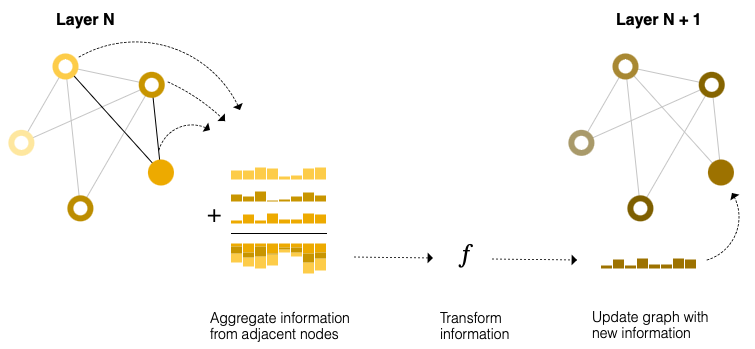 Layer N
Layer N + 1
+
f
Aggregate information
from adjacent nodes
Transform
information
Update graph with
new information